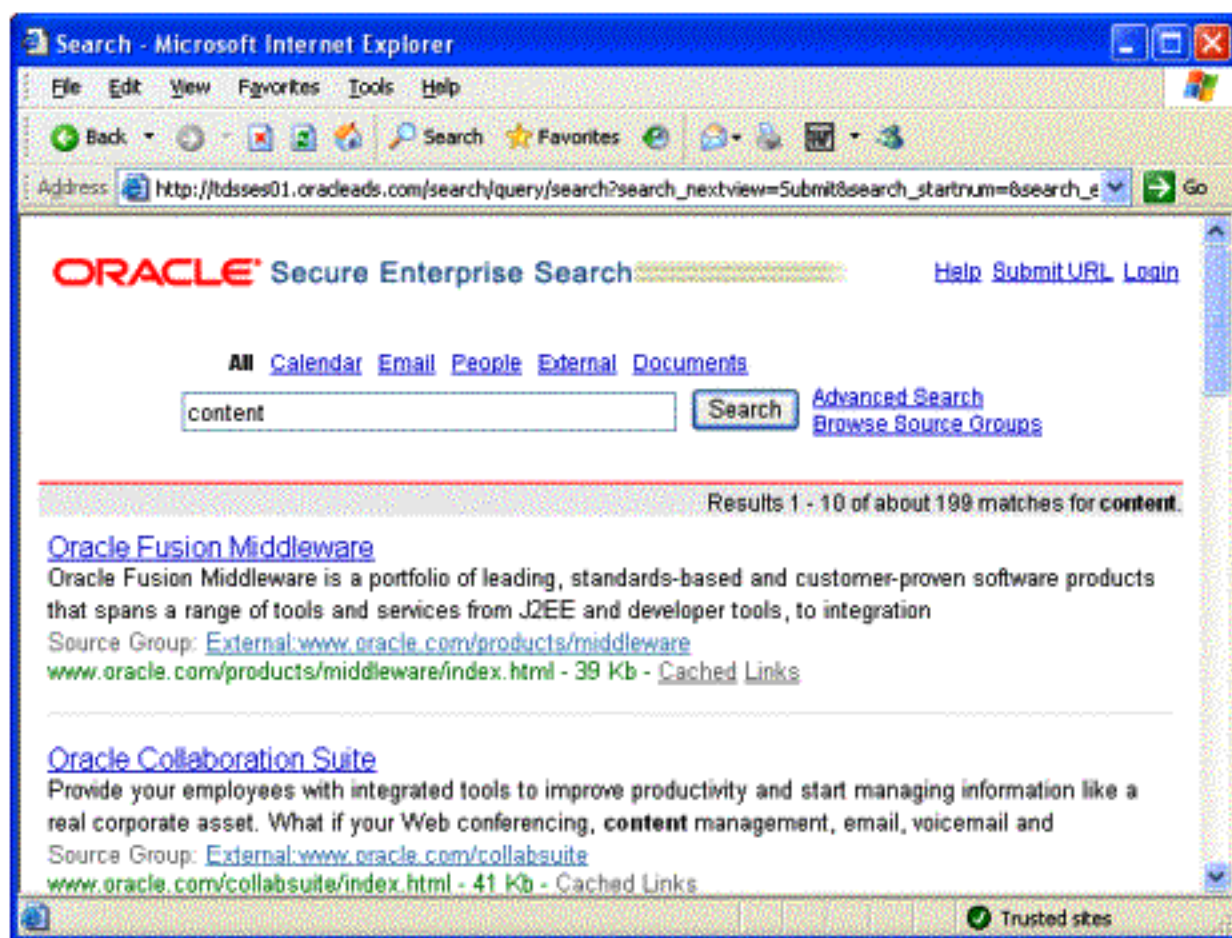 Search - Microsoft Internet Explorer
File Edit View Favorites Tools Help
Back Search Favorites
Address http://tdsses01.oracleads.com/search/query/search?search_nextview=Submit&search_startnum=&search_e Go
ORACLE Secure Enterprise Search Help Submit URL Login
All Calendar Email People External Documents
content Search Advanced Search
Browse Source Groups
Results 1 - 10 of about 199 matches for content.
Oracle Fusion Middleware
Oracle Fusion Middleware is a portfolio of leading, standards-based and customer-proven software products
that spans a range of tools and services from J2EE and developer tools, to integration
Source Group: External:www.oracle.com/products/middleware
www.oracle.com/products/middleware/index.html - 39 Kb - Cached Links
Oracle Collaboration Suite
Provide your employees with integrated tools to improve productivity and start managing information like a
real corporate asset. What if your Web conferencing, content management, email, voicemail and
Source Group: External:www.oracle.com/collabsuite
www.oracle.com/collabsuite/index.html - 41 Kb - Cached Links
Trusted sites